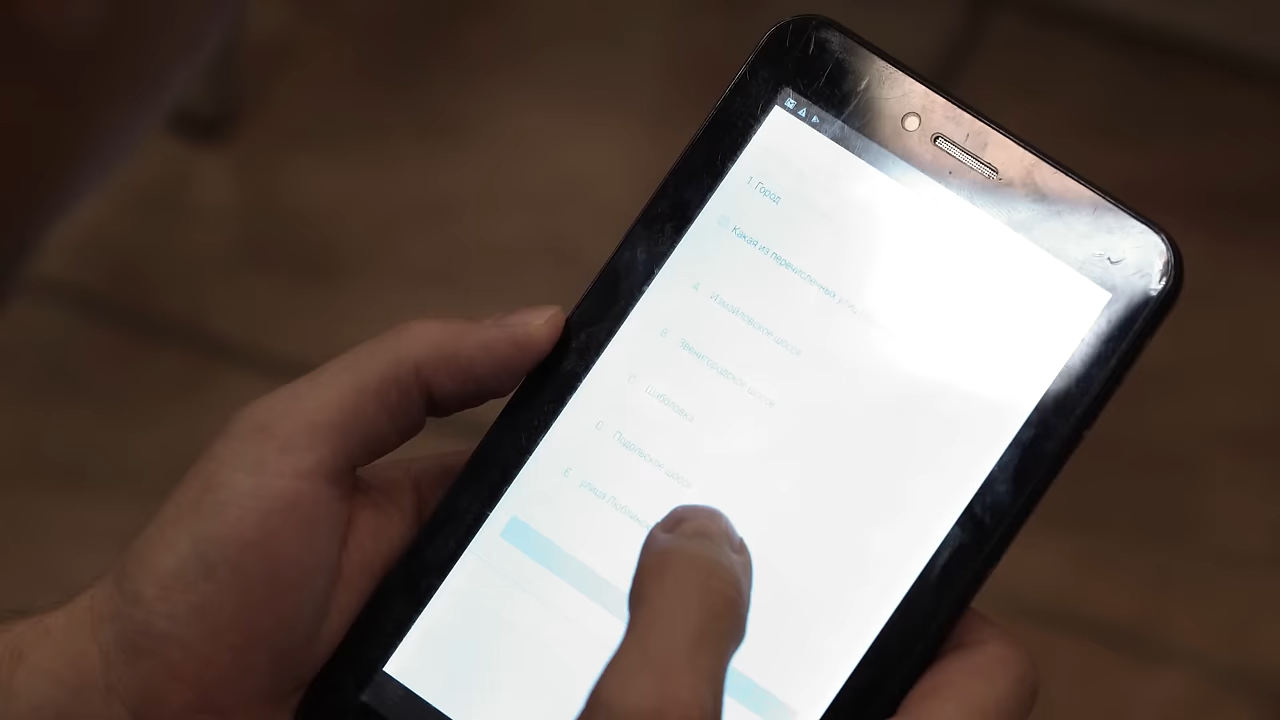 1. Город
Какая из перечисленных
A Измайловское шоссе
B Звенигородское шоссе
C Шаболовка
D Подольское шоссе
E улица